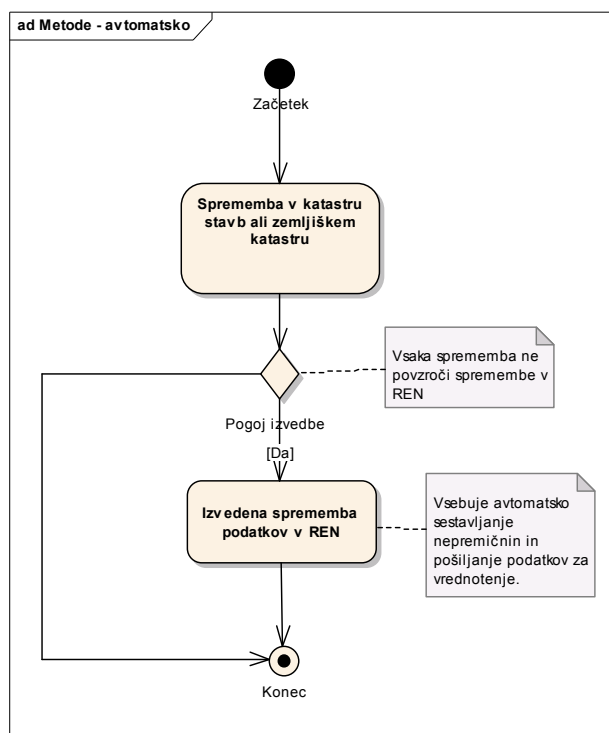 ad Metode - avtomatsko
Začetek
Sprememba v katastru
stavb ali zemljiškem
katastru
Vsaka sprememba ne
povzroči spremembe v
REN
Pogoj izvedbe
[Da]
Izvedena sprememba
podatkov v REN
Vsebuje avtomatsko
sestavljanje
nepremičnin in
pošiljanje podatkov za
vrednotenje.
Konec